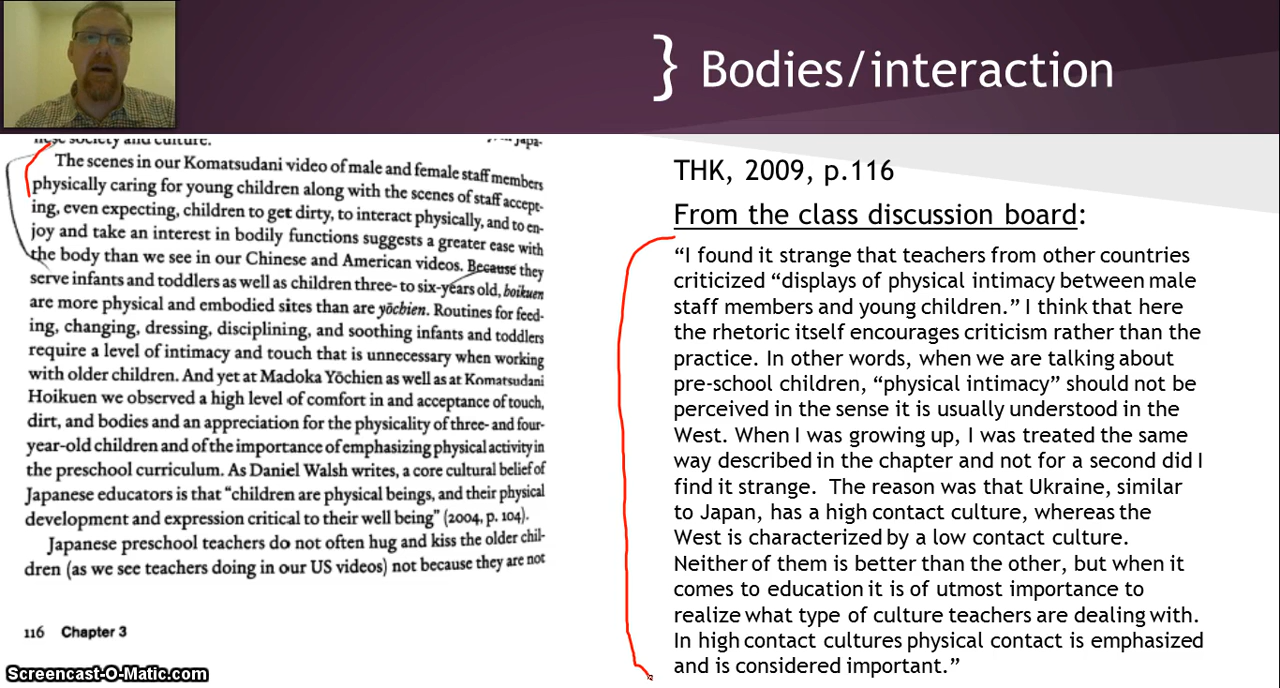 } Bodies/interaction
nese society and culture.
The scenes in our Komatsudani video of male and female staff members
physically caring for young children along with the scenes of staff accept-
ing, even expecting, children to get dirty, to interact physically, and to en-
joy and take an interest in bodily functions suggests a greater ease with
the body than we see in our Chinese and American videos. Because they
serve infants and toddlers as well as children three- to six-years old, hoikuen
are more physical and embodied sites than are yōchien. Routines for feed-
ing, changing, dressing, disciplining, and soothing infants and toddlers
require a level of intimacy and touch that is unnecessary when working
with older children. And yet at Madoka Yōchien as well as at Komatsudani
Hoikuen we observed a high level of comfort in and acceptance of touch,
dirt, and bodies and an appreciation for the physicality of three- and four-
year-old children and of the importance of emphasizing physical activity in
the preschool curriculum. As Daniel Walsh writes, a core cultural belief of
Japanese educators is that “children are physical beings, and their physical
development and expression critical to their well being” (2004, p. 104).
Japanese preschool teachers do not often hug and kiss the older chil-
dren (as we see teachers doing in our US videos) not because they are not
116 Chapter 3
Screencast-O-Matic.com
THK, 2009, p.116
From the class discussion board:
“I found it strange that teachers from other countries
criticized “displays of physical intimacy between male
staff members and young children.” I think that here
the rhetoric itself encourages criticism rather than the
practice. In other words, when we are talking about
pre-school children, “physical intimacy” should not be
perceived in the sense it is usually understood in the
West. When I was growing up, I was treated the same
way described in the chapter and not for a second did I
find it strange. The reason was that Ukraine, similar
to Japan, has a high contact culture, whereas the
West is characterized by a low contact culture.
Neither of them is better than the other, but when it
comes to education it is of utmost importance to
realize what type of culture teachers are dealing with.
In high contact cultures physical contact is emphasized
and is considered important.”